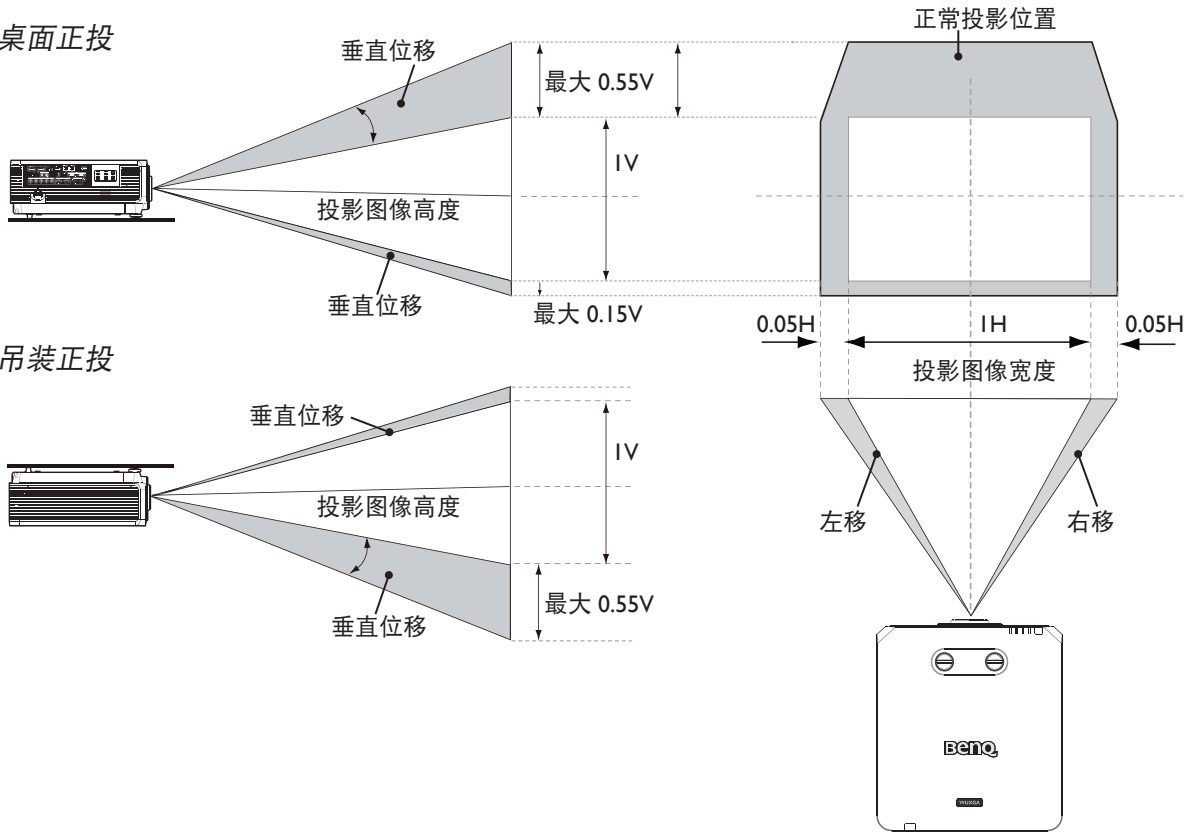 桌面正投
垂直位移
最大 0.55V
1V
投影图像高度
垂直位移
最大 0.15V
正常投影位置
0.05H
1H
0.05H
投影图像宽度
左移
右移
吊装正投
垂直位移
1V
投影图像高度
最大 0.55V
垂直位移
BenQ
WUXGA